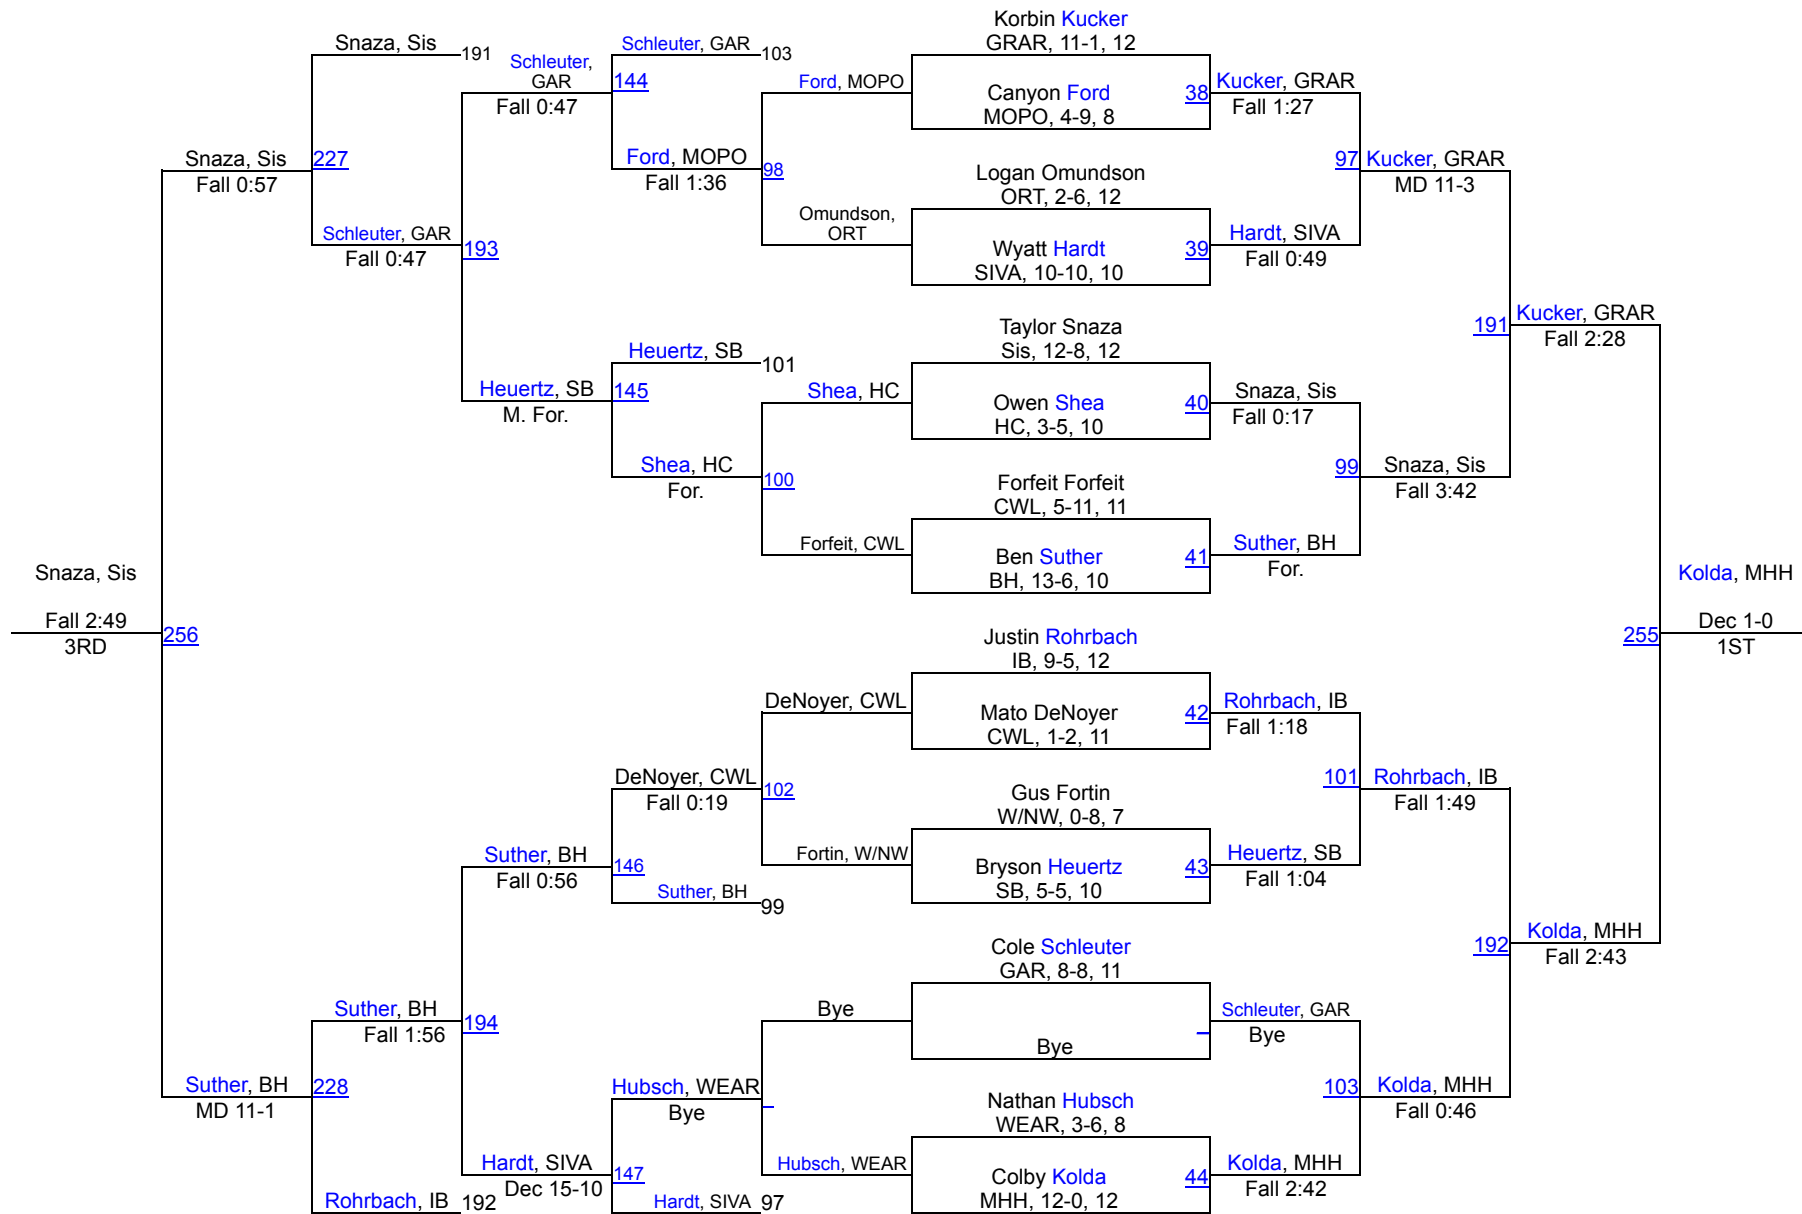 Korbin Kucker
GRAR, 11-1, 12
Snaza, Sis
191
Schleuter, GAR
103
Schleuter,
GAR
144
Fall 0:47
Ford, MOPO
Canyon Ford
MOPO, 4-9, 8
38
Kucker, GRAR
Fall 1:27
Snaza, Sis
227
Fall 0:57
Ford, MOPO
Fall 1:36
98
Logan Omundson
ORT, 2-6, 12
97
Kucker, GRAR
MD 11-3
Omundson,
ORT
Schleuter, GAR
193
Fall 0:47
Wyatt Hardt
SIVA, 10-10, 10
39
Hardt, SIVA
Fall 0:49
Taylor Snaza
Sis, 12-8, 12
191
Kucker, GRAR
Fall 2:28
Heuertz, SB
101
Heuertz, SB
145
M. For.
Shea, HC
Owen Shea
HC, 3-5, 10
40
Snaza, Sis
Fall 0:17
Shea, HC
For.
100
Forfeit Forfeit
CWL, 5-11, 11
99
Snaza, Sis
Fall 3:42
Forfeit, CWL
Ben Suther
BH, 13-6, 10
41
Suther, BH
For.
Snaza, Sis
Fall 2:49
3RD
256
Kolda, MHH
Dec 1-0
1ST
255
Justin Rohrbach
IB, 9-5, 12
DeNoyer, CWL
Mato DeNoyer
CWL, 1-2, 11
42
Rohrbach, IB
Fall 1:18
DeNoyer, CWL
Fall 0:19
102
Gus Fortin
W/NW, 0-8, 7
101
Rohrbach, IB
Fall 1:49
Suther, BH
Fall 0:56
146
Fortin, W/NW
Bryson Heuertz
SB, 5-5, 10
43
Heuertz, SB
Fall 1:04
Suther, BH
99
Cole Schleuter
GAR, 8-8, 11
192
Kolda, MHH
Fall 2:43
Suther, BH
Fall 1:56
194
Bye
Bye
Schleuter, GAR
Bye
Suther, BH
MD 11-1
228
Hubsch, WEAR
Bye
Nathan Hubsch
WEAR, 3-6, 8
103
Kolda, MHH
Fall 0:46
Hardt, SIVA
Dec 15-10
147
Hubsch, WEAR
Colby Kolda
MHH, 12-0, 12
44
Kolda, MHH
Fall 2:42
Rohrbach, IB
192
Hardt, SIVA
97